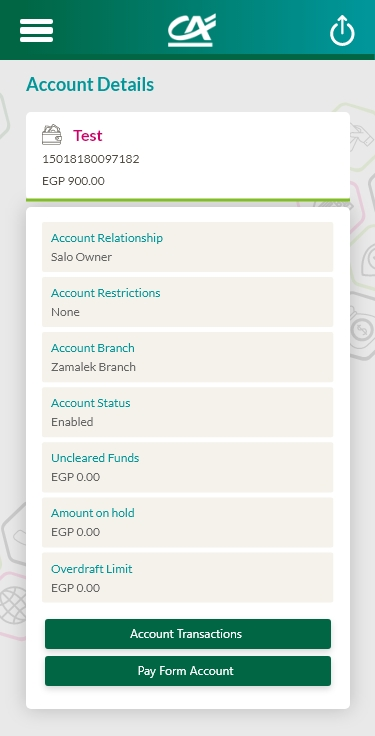 CA
Account Details
Test
15018180097182
EGP 900.00
Account Relationship
Salo Owner
Account Restrictions
None
Account Branch
Zamalek Branch
Account Status
Enabled
Uncleared Funds
EGP 0.00
Amount on hold
EGP 0.00
Overdraft Limit
EGP 0.00
Account Transactions
Pay Form Account